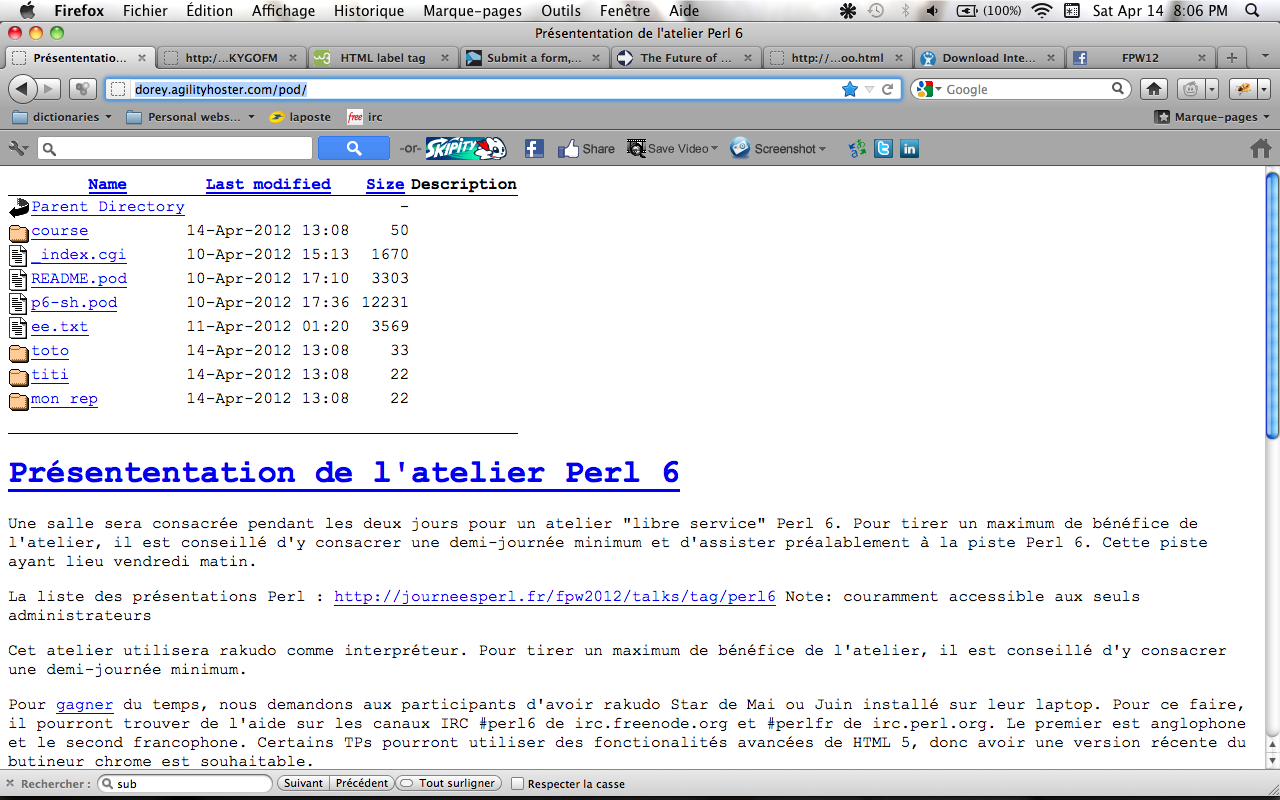 Firefox Fichier Édition Affichage Historique Marque-pages Outils Fenêtre Aide (100%) Sat Apr 14 8:06 PM
Présententation de l'atelier Perl 6
Présententatio... http:/...KYGOFM HTML label tag Submit a form,... The Future of ... http://...oo.html Download Inte... FPW12
dorey.agilityhoster.com/pod/ Google
dictionaries Personal webs... laposte free irc Marque-pages
-or- SKIPITY Share Save Video Screenshot
Name Last modified Size Description
Parent Directory -
course 14-Apr-2012 13:08 50
_index.cgi 10-Apr-2012 15:13 1670
README.pod 10-Apr-2012 17:10 3303
p6-sh.pod 10-Apr-2012 17:36 12231
ee.txt 11-Apr-2012 01:20 3569
toto 14-Apr-2012 13:08 33
titi 14-Apr-2012 13:08 22
mon rep 14-Apr-2012 13:08 22
Présententation de l'atelier Perl 6
Une salle sera consacrée pendant les deux jours pour un atelier "libre service" Perl 6. Pour tirer un maximum de bénéfice de
l'atelier, il est conseillé d'y consacrer une demi-journée minimum et d'assister préalablement à la piste Perl 6. Cette piste
ayant lieu vendredi matin.
La liste des présentations Perl : http://journeesperl.fr/fpw2012/talks/tag/perl6 Note: couramment accessible aux seuls
administrateurs
Cet atelier utilisera rakudo comme interpréteur. Pour tirer un maximum de bénéfice de l'atelier, il est conseillé d'y consacrer
une demi-journée minimum.
Pour gagner du temps, nous demandons aux participants d'avoir rakudo Star de Mai ou Juin installé sur leur laptop. Pour ce faire,
il pourront trouver de l'aide sur les canaux IRC #perl6 de irc.freenode.org et #perlfr de irc.perl.org. Le premier est anglophone
et le second francophone. Certains TPs pourront utiliser des fonctionalités avancées de HTML 5, donc avoir une version récente du
butineur chrome est souhaitable.
Rechercher : sub Suivant Précédent Tout surligner Respecter la casse